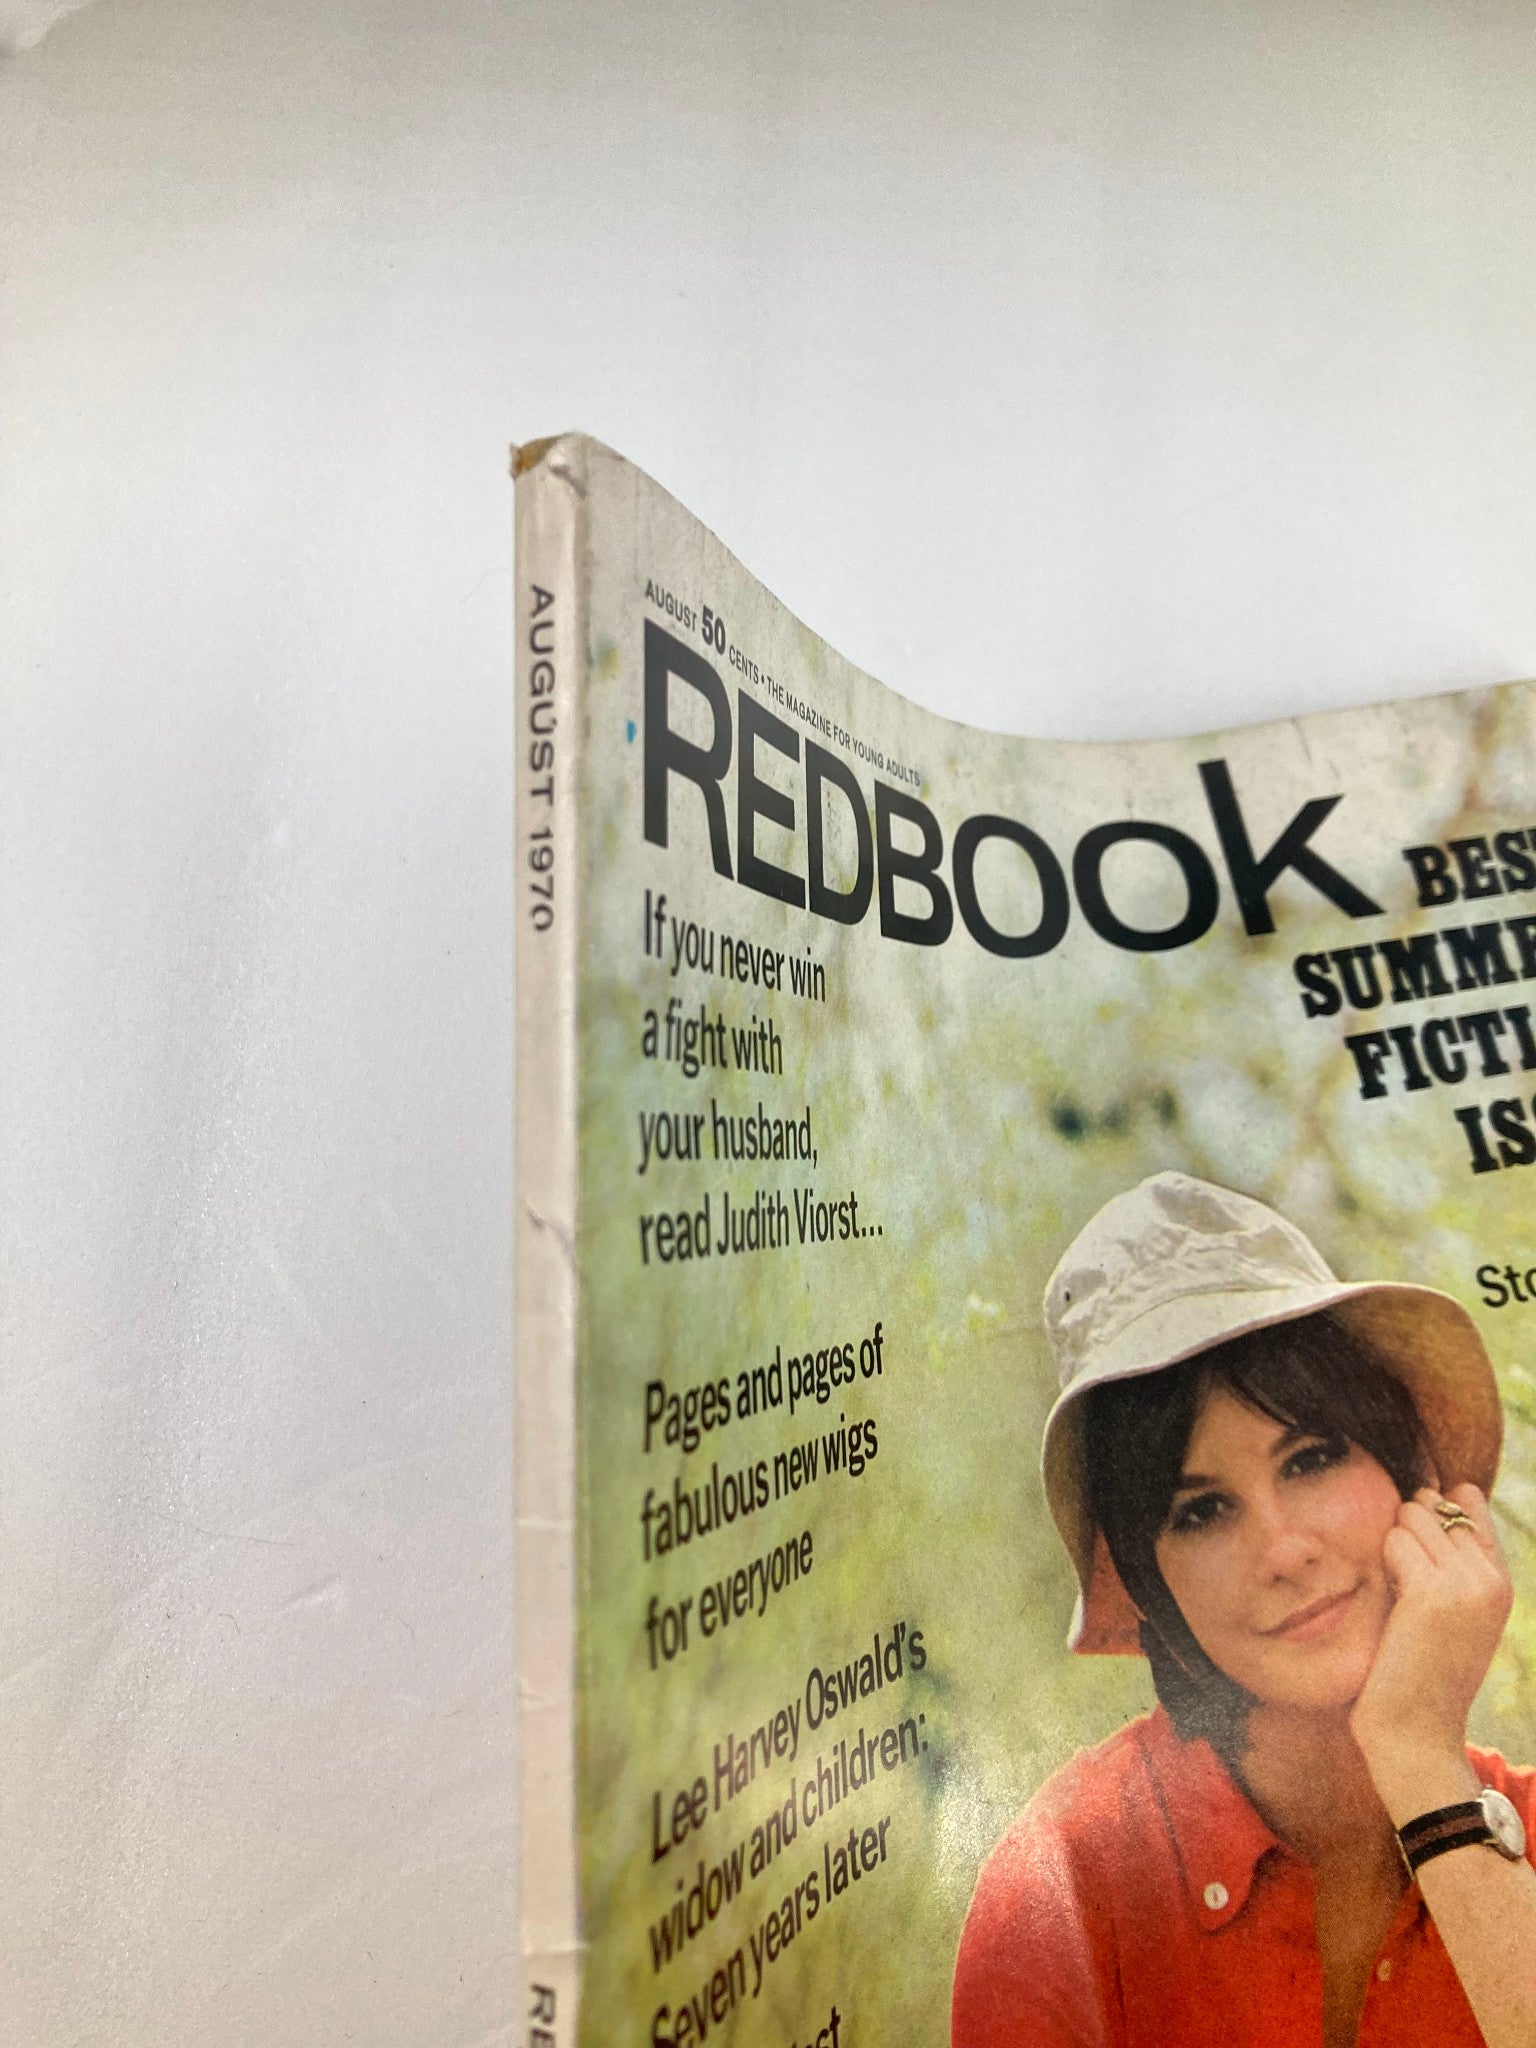 AUGUST 1970
AUGUST 50 CENTS • THE MAGAZINE FOR YOUNG ADULTS
REDBOOK
If you never win
a fight with
your husband,
read Judith Viorst...
Pages and pages of
fabulous new wigs
for everyone
Lee Harvey Oswald's
widow and children:
Seven years later